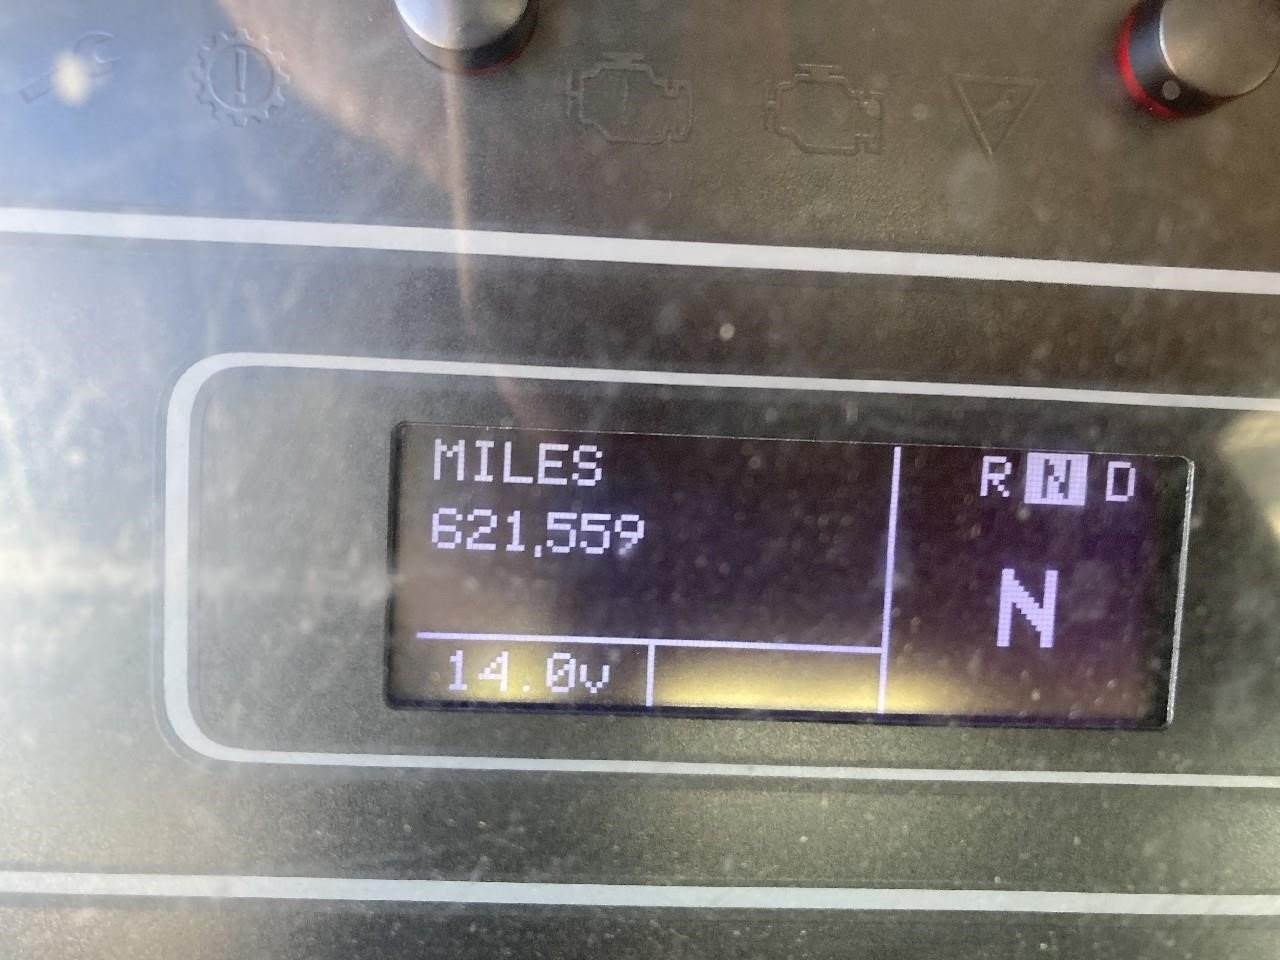 MILES
621,559
14.0v
R N D
N